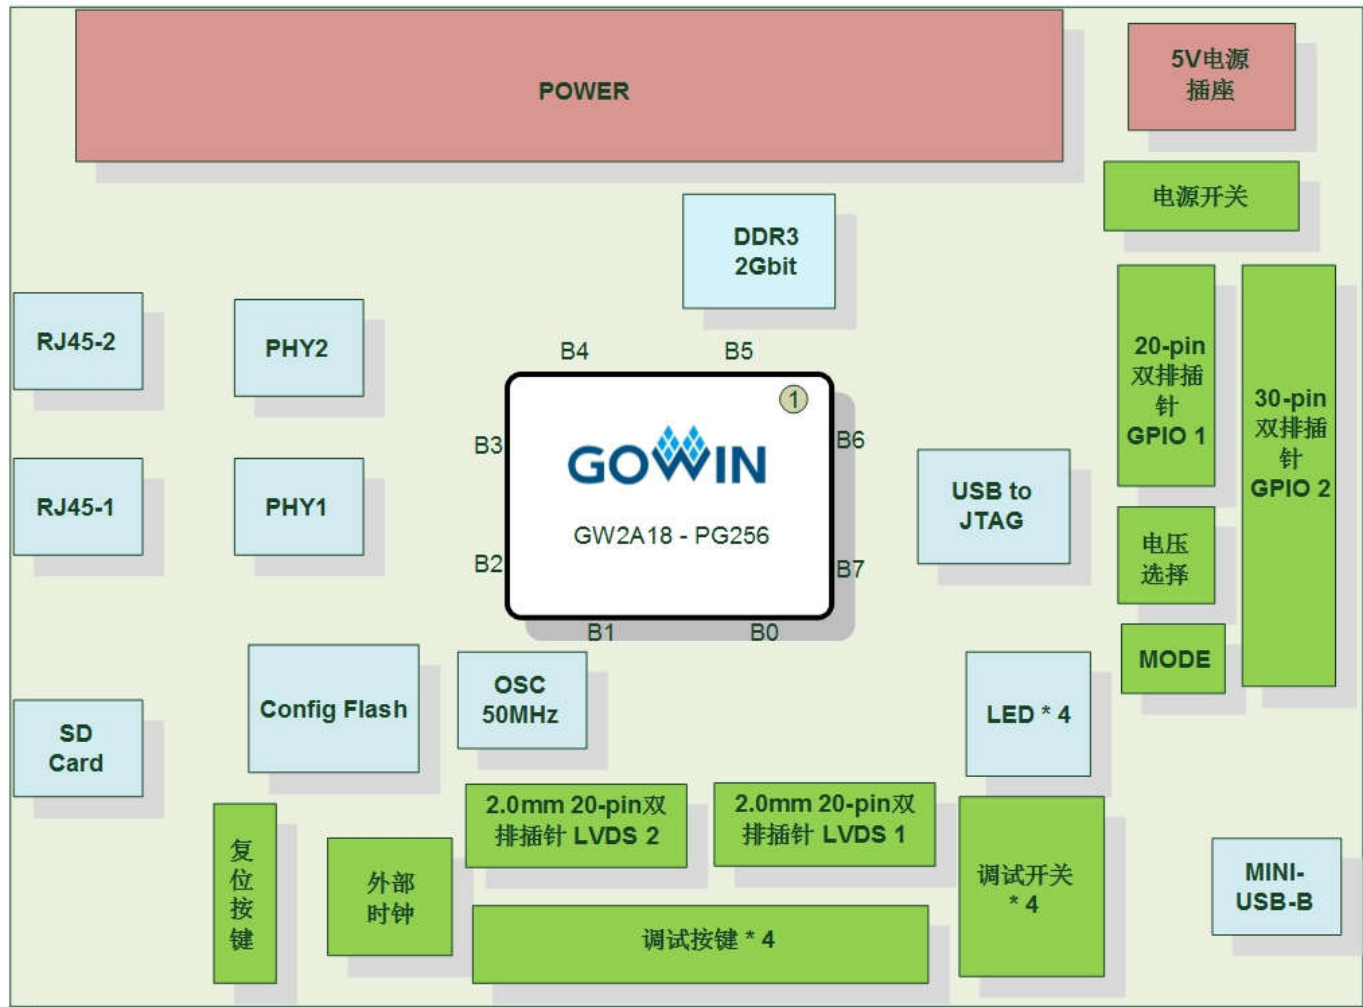 POWER
5V电源
插座
电源开关
DDR3
2Gbit
RJ45-2
PHY2
B4
B5
1
20-pin
双排插
针
GPIO 1
30-pin
双排插
针
GPIO 2
B3
B6
GOWIN
GW2A18 - PG256
RJ45-1
PHY1
USB to
JTAG
电压
选择
B2
B7
B1
B0
MODE
Config Flash
OSC
50MHz
LED * 4
SD
Card
2.0mm 20-pin双
排插针 LVDS 2
2.0mm 20-pin双
排插针 LVDS 1
复
位
按
键
外部
时钟
调试开关
* 4
MINI-
USB-B
调试按键 * 4